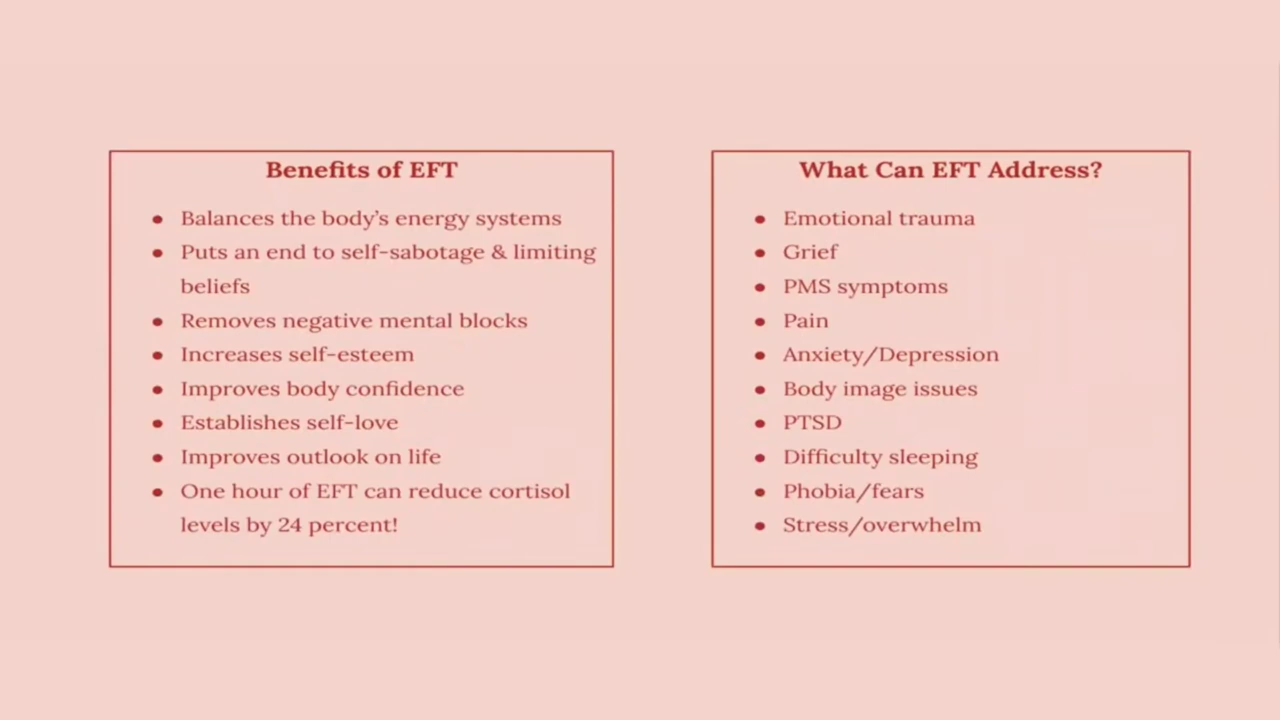 Benefits of EFT
● Balances the body's energy systems
● Puts an end to self-sabotage & limiting
beliefs
● Removes negative mental blocks
● Increases self-esteem
● Improves body confidence
● Establishes self-love
● Improves outlook on life
● One hour of EFT can reduce cortisol
levels by 24 percent!
What Can EFT Address?
● Emotional trauma
● Grief
● PMS symptoms
● Pain
● Anxiety/Depression
● Body image issues
● PTSD
● Difficulty sleeping
● Phobia/fears
● Stress/overwhelm